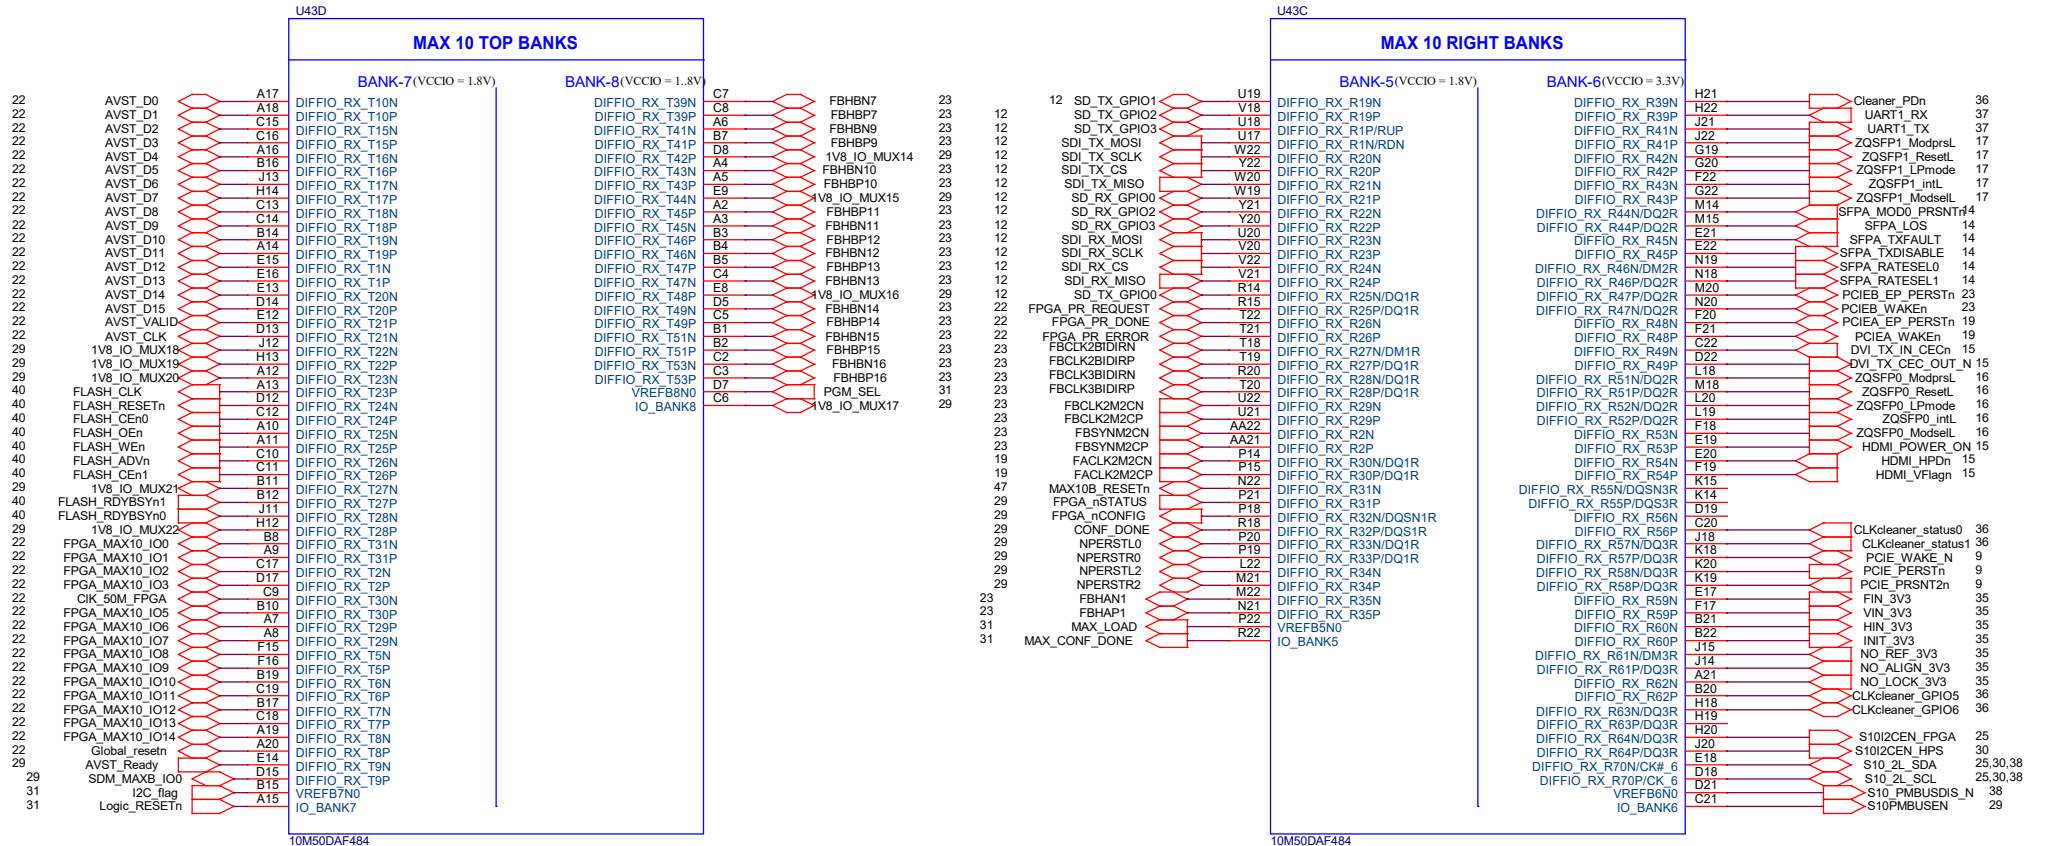 U43D
MAX 10 TOP BANKS
BANK-7 (VCCIO = 1.8V)
22 AVST_D0 A17 DIFFIO_RX_T10N
22 AVST_D1 A18 DIFFIO_RX_T10P
22 AVST_D2 C15 DIFFIO_RX_T15N
22 AVST_D3 C16 DIFFIO_RX_T15P
22 AVST_D4 A16 DIFFIO_RX_T16N
22 AVST_D5 B16 DIFFIO_RX_T16P
22 AVST_D6 J13 DIFFIO_RX_T17N
22 AVST_D7 H14 DIFFIO_RX_T17P
22 AVST_D8 C13 DIFFIO_RX_T18N
22 AVST_D9 C14 DIFFIO_RX_T18P
22 AVST_D10 B14 DIFFIO_RX_T19N
22 AVST_D11 A14 DIFFIO_RX_T19P
22 AVST_D12 E15 DIFFIO_RX_T1N
22 AVST_D13 E16 DIFFIO_RX_T1P
22 AVST_D14 E13 DIFFIO_RX_T20N
22 AVST_D15 D14 DIFFIO_RX_T20P
22 AVST_VALID E12 DIFFIO_RX_T21P
22 AVST_CLK D13 DIFFIO_RX_T21N
29 1V8_IO_MUX18 J12 DIFFIO_RX_T22N
29 1V8_IO_MUX19 H13 DIFFIO_RX_T22P
29 1V8_IO_MUX20 A12 DIFFIO_RX_T23N
40 FLASH_CLK A13 DIFFIO_RX_T23P
40 FLASH_RESETn D12 DIFFIO_RX_T24N
40 FLASH_CEn0 C12 DIFFIO_RX_T24P
40 FLASH_OEn A10 DIFFIO_RX_T25N
40 FLASH_WEn A11 DIFFIO_RX_T25P
40 FLASH_ADVn C10 DIFFIO_RX_T26N
40 FLASH_CEn1 C11 DIFFIO_RX_T26P
29 1V8_IO_MUX21 B11 DIFFIO_RX_T27N
40 FLASH_RDYBSYn1 B12 DIFFIO_RX_T27P
40 FLASH_RDYBSYn0 J11 DIFFIO_RX_T28N
29 1V8_IO_MUX22 H12 DIFFIO_RX_T28P
22 FPGA_MAX10_IO0 B8 DIFFIO_RX_T31N
22 FPGA_MAX10_IO1 A9 DIFFIO_RX_T31P
22 FPGA_MAX10_IO2 C17 DIFFIO_RX_T2N
22 FPGA_MAX10_IO3 D17 DIFFIO_RX_T2P
22 CIK_50M_FPGA C9 DIFFIO_RX_T30N
22 FPGA_MAX10_IO5 B10 DIFFIO_RX_T30P
22 FPGA_MAX10_IO6 A7 DIFFIO_RX_T29P
22 FPGA_MAX10_IO7 A8 DIFFIO_RX_T29N
22 FPGA_MAX10_IO8 F15 DIFFIO_RX_T5N
22 FPGA_MAX10_IO9 F16 DIFFIO_RX_T5P
22 FPGA_MAX10_IO10 B19 DIFFIO_RX_T6N
22 FPGA_MAX10_IO11 C19 DIFFIO_RX_T6P
22 FPGA_MAX10_IO12 B17 DIFFIO_RX_T7N
22 FPGA_MAX10_IO13 C18 DIFFIO_RX_T7P
22 FPGA_MAX10_IO14 A19 DIFFIO_RX_T8N
22 Global_resetn A20 DIFFIO_RX_T8P
29 AVST_Ready E14 DIFFIO_RX_T9N
29 SDM_MAXB_IO0 D15 DIFFIO_RX_T9P
31 I2C_flag B15 VREFB7N0
31 Logic_RESETn A15 IO_BANK7
BANK-8 (VCCIO = 1..8V)
DIFFIO_RX_T39N C7 FBHBN7 23
DIFFIO_RX_T39P C8 FBHBP7 23
DIFFIO_RX_T41N A6 FBHBN9 23
DIFFIO_RX_T41P B7 FBHBP9 23
DIFFIO_RX_T42P D8 1V8_IO_MUX14 29
DIFFIO_RX_T43N A4 FBHBN10 23
DIFFIO_RX_T43P A5 FBHBP10 23
DIFFIO_RX_T44N E9 1V8_IO_MUX15 29
DIFFIO_RX_T45P A2 FBHBP11 23
DIFFIO_RX_T45N A3 FBHBN11 23
DIFFIO_RX_T46P B3 FBHBP12 23
DIFFIO_RX_T46N B4 FBHBN12 23
DIFFIO_RX_T47P B5 FBHBP13 23
DIFFIO_RX_T47N C4 FBHBN13 23
DIFFIO_RX_T48P E8 1V8_IO_MUX16 29
DIFFIO_RX_T49N D5 FBHBN14 23
DIFFIO_RX_T49P C5 FBHBP14 23
DIFFIO_RX_T51N B1 FBHBN15 23
DIFFIO_RX_T51P B2 FBHBP15 23
DIFFIO_RX_T53N C2 FBHBN16 23
DIFFIO_RX_T53P C3 FBHBP16 23
VREFB8N0 D7 PGM_SEL 31
IO_BANK8 C6 1V8_IO_MUX17 29
10M50DAF484
U43C
MAX 10 RIGHT BANKS
BANK-5 (VCCIO = 1.8V)
12 SD_TX_GPIO1 U19 DIFFIO_RX_R19N
12 SD_TX_GPIO2 V18 DIFFIO_RX_R19P
12 SD_TX_GPIO3 U18 DIFFIO_RX_R1P/RUP
12 SDI_TX_MOSI U17 DIFFIO_RX_R1N/RDN
12 SDI_TX_SCLK W22 DIFFIO_RX_R20N
12 SDI_TX_CS Y22 DIFFIO_RX_R20P
12 SDI_TX_MISO W20 DIFFIO_RX_R21N
12 SD_RX_GPIO0 W19 DIFFIO_RX_R21P
12 SD_RX_GPIO2 Y21 DIFFIO_RX_R22N
12 SD_RX_GPIO3 Y20 DIFFIO_RX_R22P
12 SDI_RX_MOSI U20 DIFFIO_RX_R23N
12 SDI_RX_SCLK V20 DIFFIO_RX_R23P
12 SDI_RX_CS V22 DIFFIO_RX_R24N
12 SDI_RX_MISO V21 DIFFIO_RX_R24P
12 SD_TX_GPIO0 R14 DIFFIO_RX_R25N/DQ1R
22 FPGA_PR_REQUEST R15 DIFFIO_RX_R25P/DQ1R
22 FPGA_PR_DONE T22 DIFFIO_RX_R26N
22 FPGA_PR_ERROR T21 DIFFIO_RX_R26P
23 FBCLK2BIDIRN T18 DIFFIO_RX_R27N/DM1R
23 FBCLK2BIDIRP T19 DIFFIO_RX_R27P/DQ1R
23 FBCLK3BIDIRN R20 DIFFIO_RX_R28N/DQ1R
23 FBCLK3BIDIRP T20 DIFFIO_RX_R28P/DQ1R
23 FBCLK2M2CN U22 DIFFIO_RX_R29N
23 FBCLK2M2CP U21 DIFFIO_RX_R29P
23 FBSYNM2CN AA22 DIFFIO_RX_R2N
23 FBSYNM2CP AA21 DIFFIO_RX_R2P
19 FACLK2M2CN P14 DIFFIO_RX_R30N/DQ1R
19 FACLK2M2CP P15 DIFFIO_RX_R30P/DQ1R
47 MAX10B_RESETn N22 DIFFIO_RX_R31N
29 FPGA_nSTATUS P21 DIFFIO_RX_R31P
29 FPGA_nCONFIG P18 DIFFIO_RX_R32N/DQSN1R
29 CONF_DONE R18 DIFFIO_RX_R32P/DQS1R
29 NPERSTL0 P20 DIFFIO_RX_R33N/DQ1R
29 NPERSTR0 P19 DIFFIO_RX_R33P/DQ1R
29 NPERSTL2 L22 DIFFIO_RX_R34N
29 NPERSTR2 M21 DIFFIO_RX_R34P
23 FBHAN1 M22 DIFFIO_RX_R35N
23 FBHAP1 N21 DIFFIO_RX_R35P
31 MAX_LOAD P22 VREFB5N0
31 MAX_CONF_DONE R22 IO_BANK5
BANK-6 (VCCIO = 3.3V)
DIFFIO_RX_R39N H21 Cleaner_PDn 36
DIFFIO_RX_R39P H22 UART1_RX 37
DIFFIO_RX_R41N J21 UART1_TX 37
DIFFIO_RX_R41P J22 ZQSFP1_ModprsL 17
DIFFIO_RX_R42N G19 ZQSFP1_ResetL 17
DIFFIO_RX_R42P G20 ZQSFP1_LPmode 17
DIFFIO_RX_R43N F22 ZQSFP1_intL 17
DIFFIO_RX_R43P G22 ZQSFP1_ModselL 17
DIFFIO_RX_R44N/DQ2R M14 SFPA_MOD0_PRSNTn 14
DIFFIO_RX_R44P/DQ2R M15 SFPA_LOS 14
DIFFIO_RX_R45N E21 SFPA_TXFAULT 14
DIFFIO_RX_R45P E22 SFPA_TXDISABLE 14
DIFFIO_RX_R46N/DM2R N19 SFPA_RATESEL0 14
DIFFIO_RX_R46P/DQ2R N18 SFPA_RATESEL1 14
DIFFIO_RX_R47P/DQ2R M20 PCIEB_EP_PERSTn 23
DIFFIO_RX_R47N/DQ2R N20 PCIEB_WAKEn 23
DIFFIO_RX_R48N F20 PCIEA_EP_PERSTn 19
DIFFIO_RX_R48P F21 PCIEA_WAKEn 19
DIFFIO_RX_R49N C22 DVI_TX_IN_CECn 15
DIFFIO_RX_R49P D22 DVI_TX_CEC_OUT_N 15
DIFFIO_RX_R51N/DQ2R L18 ZQSFP0_ModprsL 16
DIFFIO_RX_R51P/DQ2R M18 ZQSFP0_ResetL 16
DIFFIO_RX_R52N/DQ2R L20 ZQSFP0_LPmode 16
DIFFIO_RX_R52P/DQ2R L19 ZQSFP0_intL 16
DIFFIO_RX_R53N F18 ZQSFP0_ModselL 16
DIFFIO_RX_R53P E19 HDMI_POWER_ON 15
DIFFIO_RX_R54N E20 HDMI_HPDn 15
DIFFIO_RX_R54P F19 HDMI_VFlagn 15
DIFFIO_RX_R55N/DQSN3R K15
DIFFIO_RX_R55P/DQS3R K14
DIFFIO_RX_R56N D19
DIFFIO_RX_R56P C20 CLKcleaner_status0 36
DIFFIO_RX_R57N/DQ3R J18 CLKcleaner_status1 36
DIFFIO_RX_R57P/DQ3R K18 PCIE_WAKE_N 9
DIFFIO_RX_R58N/DQ3R K20 PCIE_PERSTn 9
DIFFIO_RX_R58P/DQ3R K19 PCIE_PRSNT2n 9
DIFFIO_RX_R59N E17 FIN_3V3 35
DIFFIO_RX_R59P F17 VIN_3V3 35
DIFFIO_RX_R60N B21 HIN_3V3 35
DIFFIO_RX_R60P B22 INIT_3V3 35
DIFFIO_RX_R61N/DM3R J15 NO_REF_3V3 35
DIFFIO_RX_R61P/DQ3R J14 NO_ALIGN_3V3 35
DIFFIO_RX_R62N A21 NO_LOCK_3V3 35
DIFFIO_RX_R62P B20 CLKcleaner_GPIO5 36
DIFFIO_RX_R63N/DQ3R H18 CLKcleaner_GPIO6 36
DIFFIO_RX_R63P/DQ3R H19
DIFFIO_RX_R64N/DQ3R H20 S10I2CEN_FPGA 25
DIFFIO_RX_R64P/DQ3R J20 S10I2CEN_HPS 30
DIFFIO_RX_R70N/CK#_6 E18 S10_2L_SDA 25,30,38
DIFFIO_RX_R70P/CK_6 D18 S10_2L_SCL 25,30,38
VREFB6N0 D21 S10_PMBUSDIS_N 38
IO_BANK6 C21 S10PMBUSEN 29
10M50DAF484